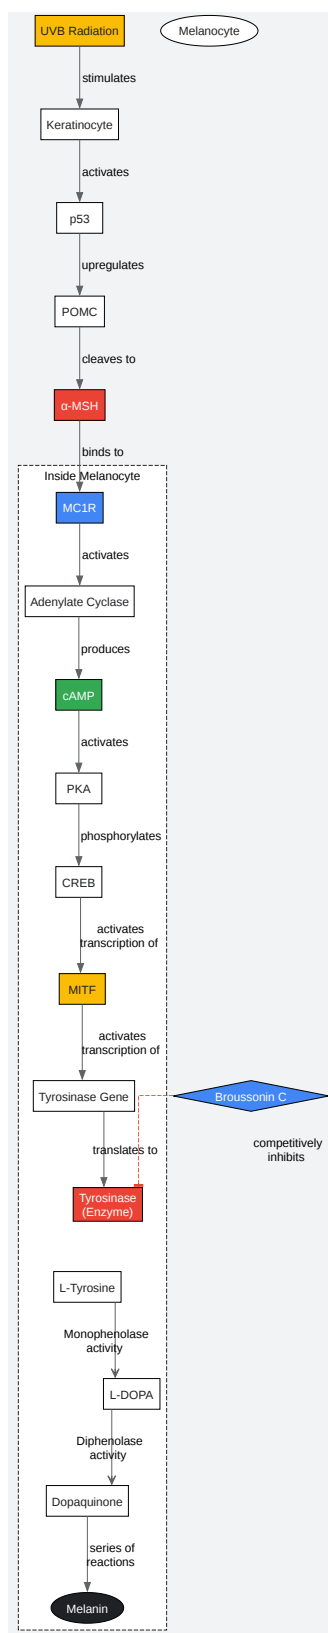 UVB Radiation
Melanocyte
stimulates
Keratinocyte
activates
p53
upregulates
POMC
cleaves to
α-MSH
binds to
Inside Melanocyte
MC1R
activates
Adenylate Cyclase
produces
cAMP
activates
PKA
phosphorylates
CREB
activates
transcription of
MITF
activates
transcription of
Tyrosinase Gene
Broussonin C
translates to
competitively
inhibits
Tyrosinase
(Enzyme)
L-Tyrosine
Monophenolase
activity
L-DOPA
Diphenolase
activity
Dopaquinone
series of
reactions
Melanin